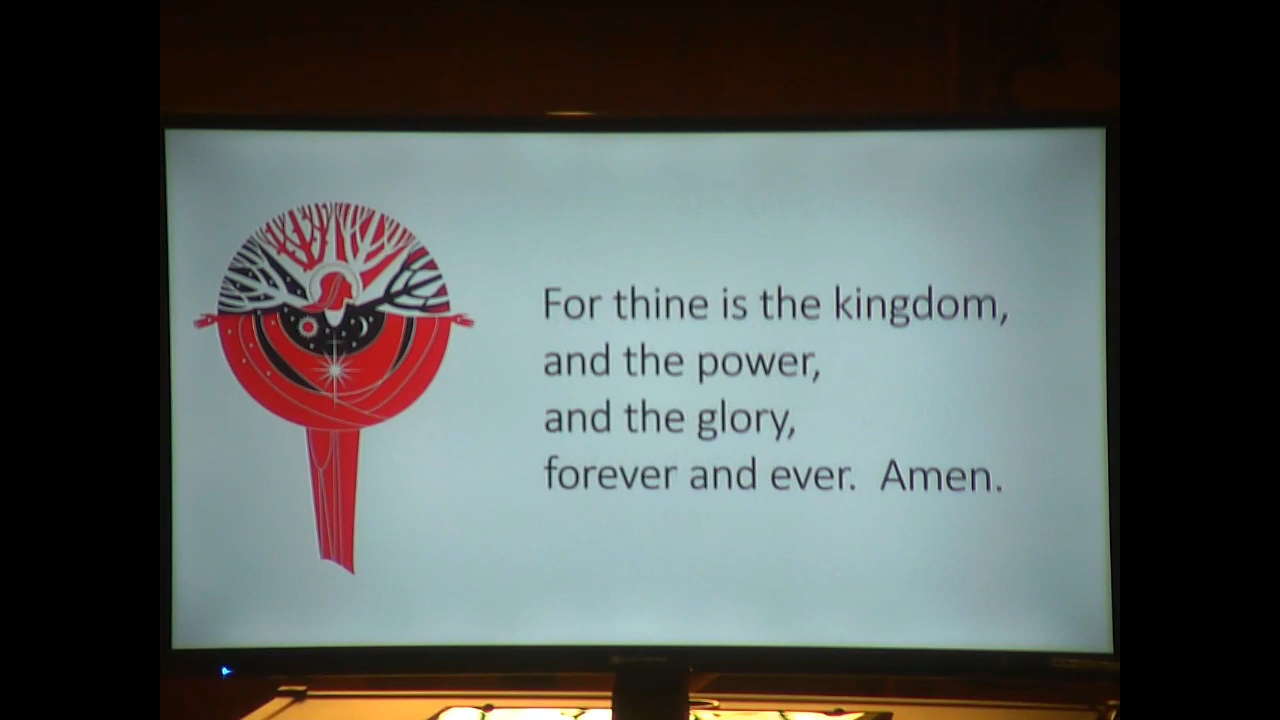 For thine is the kingdom,
and the power,
and the glory,
forever and ever.  Amen.